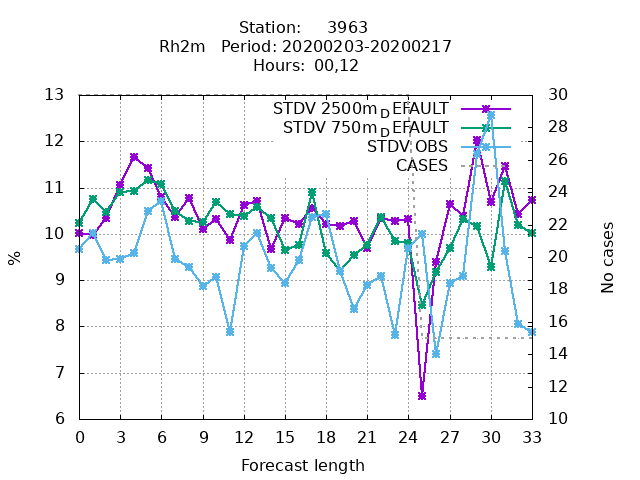 Station:     3963
Rh2m   Period: 20200203-20200217
Hours:  00,12
STDV 2500m_DEFAULT
STDV 750m_DEFAULT
STDV OBS
CASES
13
12
11
10
9
8
7
6
%
30
28
26
24
22
20
18
16
14
12
10
No cases
0 3 6 9 12 15 18 21 24 27 30 33
Forecast length